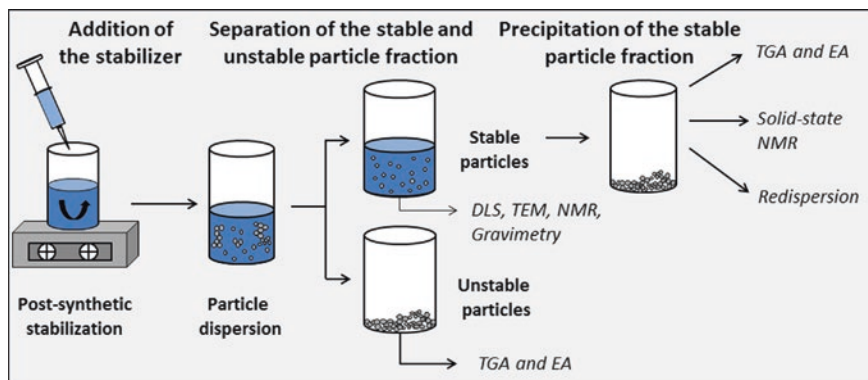 Addition of
the stabilizer
Separation of the stable and
unstable particle fraction
Precipitation of the stable
particle fraction
TGA and EA
Solid-state
NMR
Redispersion
Stable
particles
DLS, TEM, NMR,
Gravimetry
Unstable
particles
TGA and EA
Post-synthetic
stabilization
Particle
dispersion